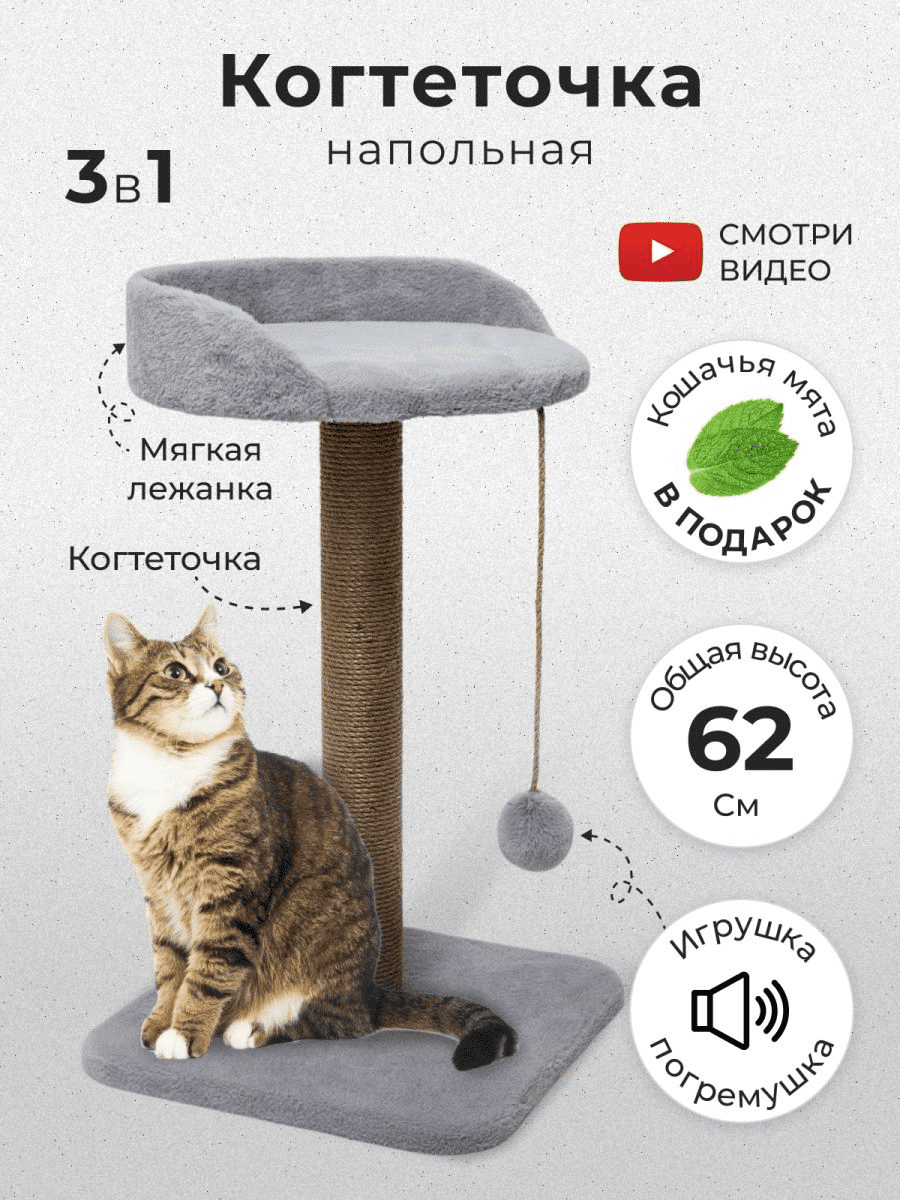 Когтеточка
напольная
3в1
СМОТРИ
ВИДЕО
Мягкая
лежанка
Когтеточка
Кошачья мята
В ПОДАРОК
Общая высота
62
См
Игрушка
погремушка